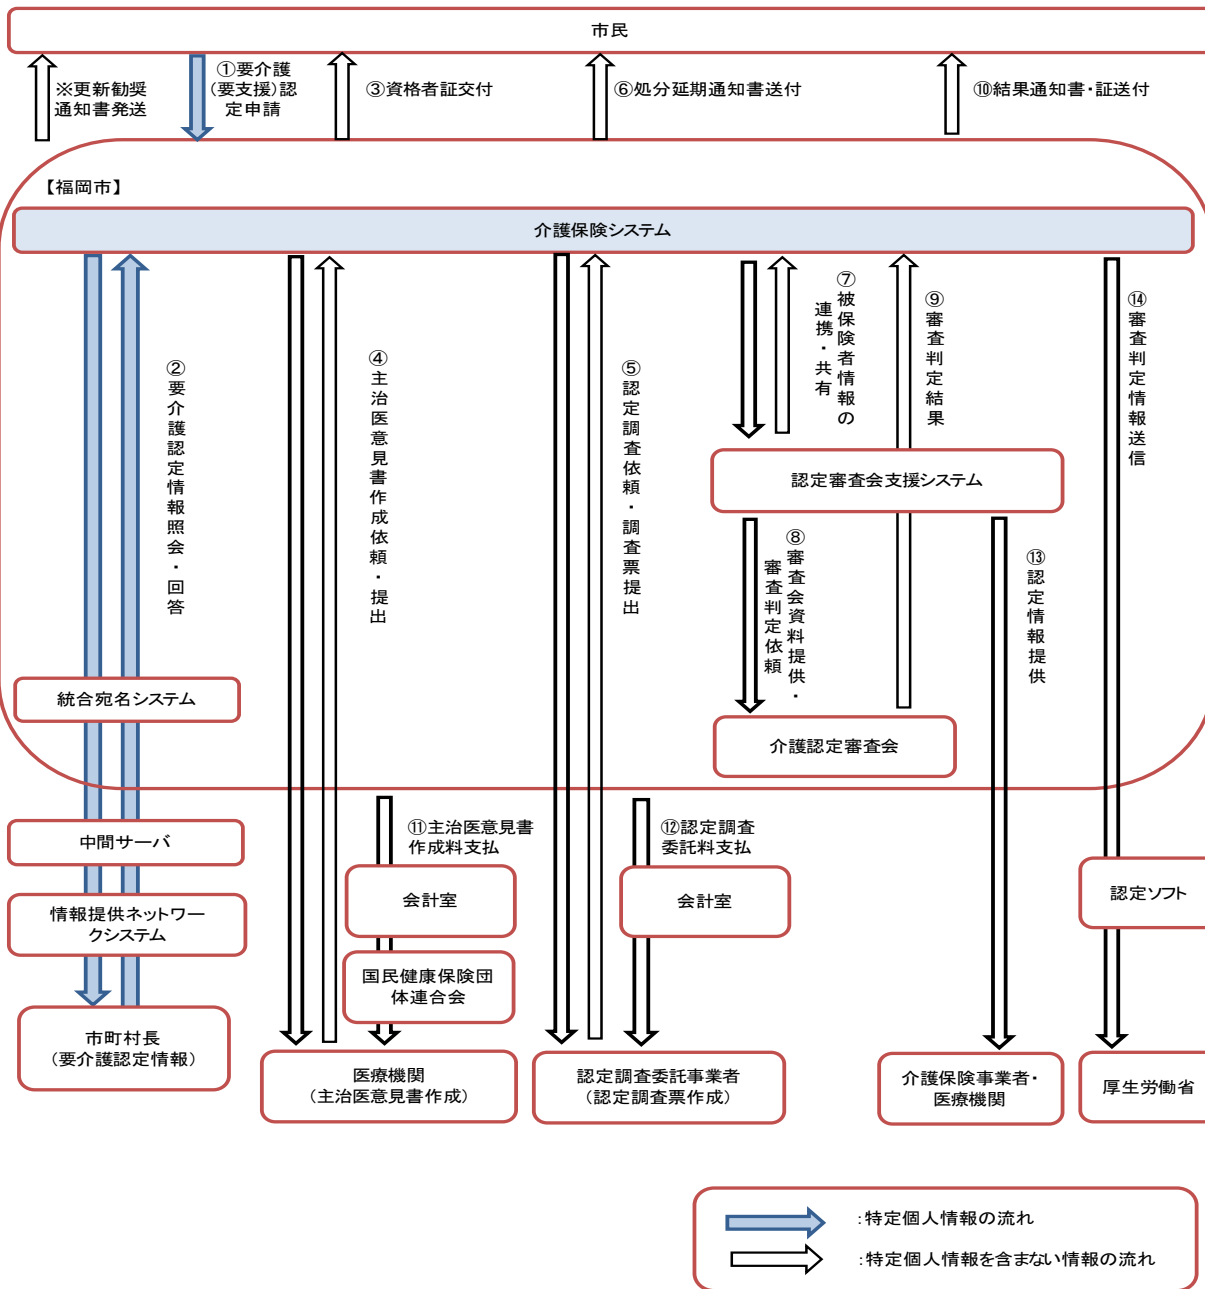 市民
※更新勧奨
通知書発送
①要介護
(要支援)認
定申請
③資格者証交付
⑥処分延期通知書送付
⑩結果通知書・証送付
【福岡市】
介護保険システム
②要介護認定情報照会・回答
④主治医意見書作成依頼・提出
⑤認定調査依頼・調査票提出
⑦被保険者情報の
連携・共有
⑨審査判定結果
⑭審査判定情報送信
認定審査会支援システム
⑧審査会資料提供・
審査判定依頼
⑬認定情報提供
統合宛名システム
介護認定審査会
中間サーバ
⑪主治医意見書
作成料支払
⑫認定調査
委託料支払
会計室
会計室
認定ソフト
情報提供ネットワー
クシステム
国民健康保険団
体連合会
市町村長
(要介護認定情報)
医療機関
(主治医意見書作成)
認定調査委託事業者
(認定調査票作成)
介護保険事業者・
医療機関
厚生労働省
:特定個人情報の流れ
:特定個人情報を含まない情報の流れ